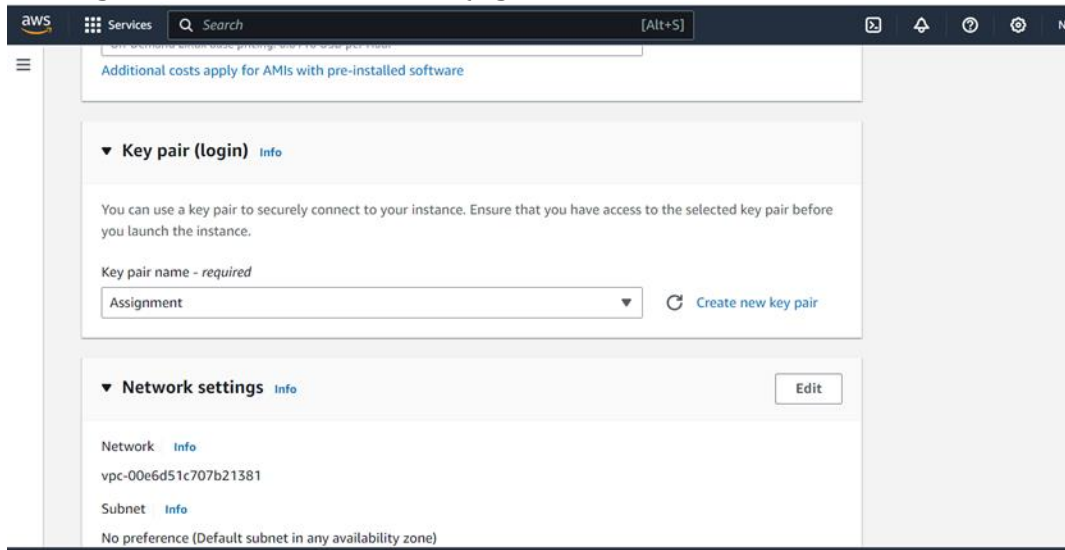 aws Services Search [Alt+S] N
Additional costs apply for AMIs with pre-installed software
▼ Key pair (login) Info
You can use a key pair to securely connect to your instance. Ensure that you have access to the selected key pair before
you launch the instance.
Key pair name - required
Assignment Create new key pair
▼ Network settings Info Edit
Network Info
vpc-00e6d51c707b21381
Subnet Info
No preference (Default subnet in any availability zone)